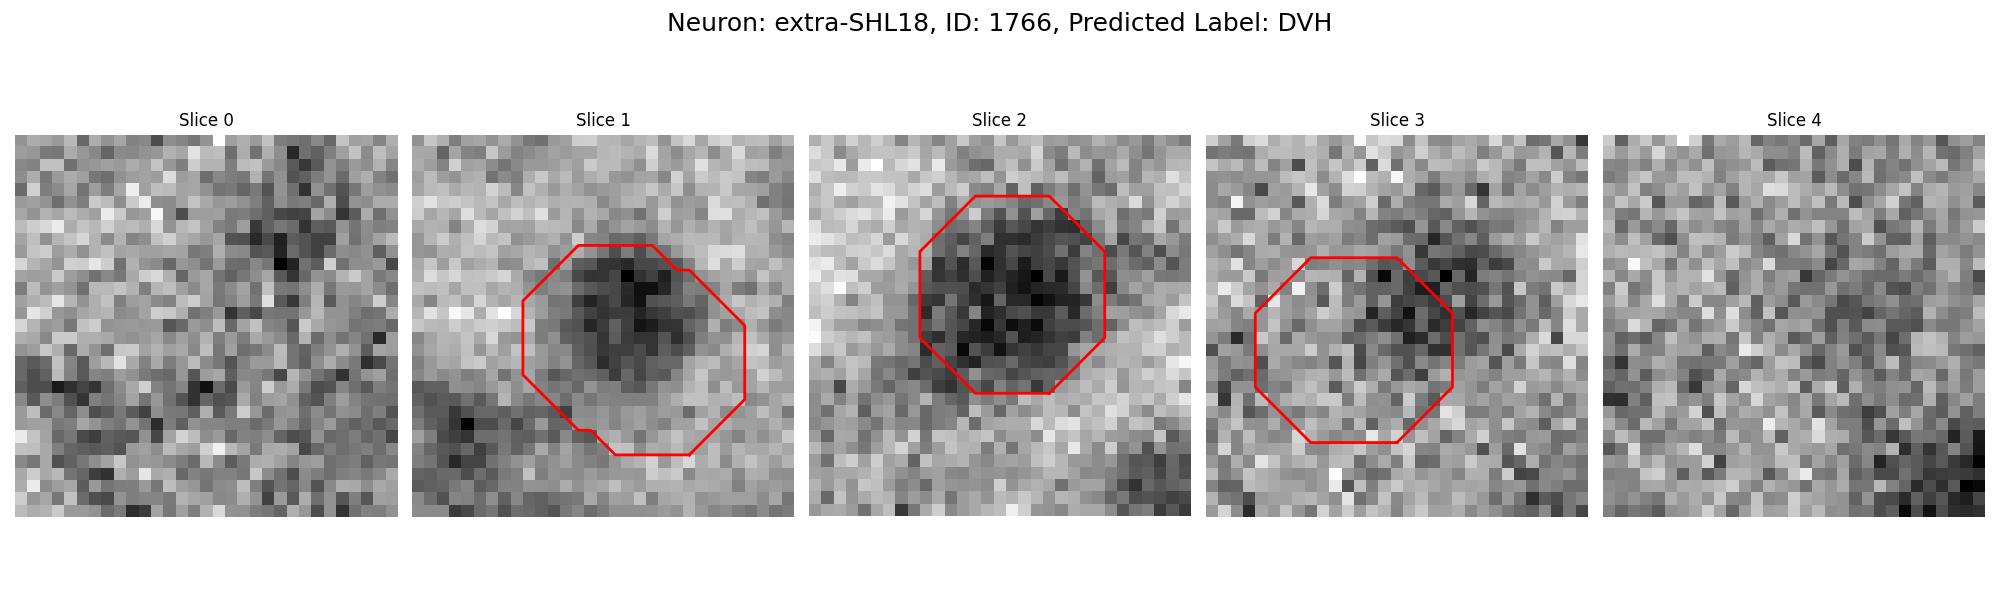 Neuron: extra-SHL18, ID: 1766, Predicted Label: DVH
Slice 0
Slice 1
Slice 2
Slice 3
Slice 4